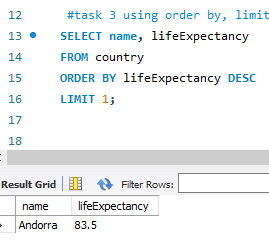 12 #task 3 using order by, limit
13 SELECT name, lifeExpectancy
14 FROM country
15 ORDER BY lifeExpectancy DESC
16 LIMIT 1;
17
18
Result Grid Filter Rows:
name lifeExpectancy
Andorra 83.5